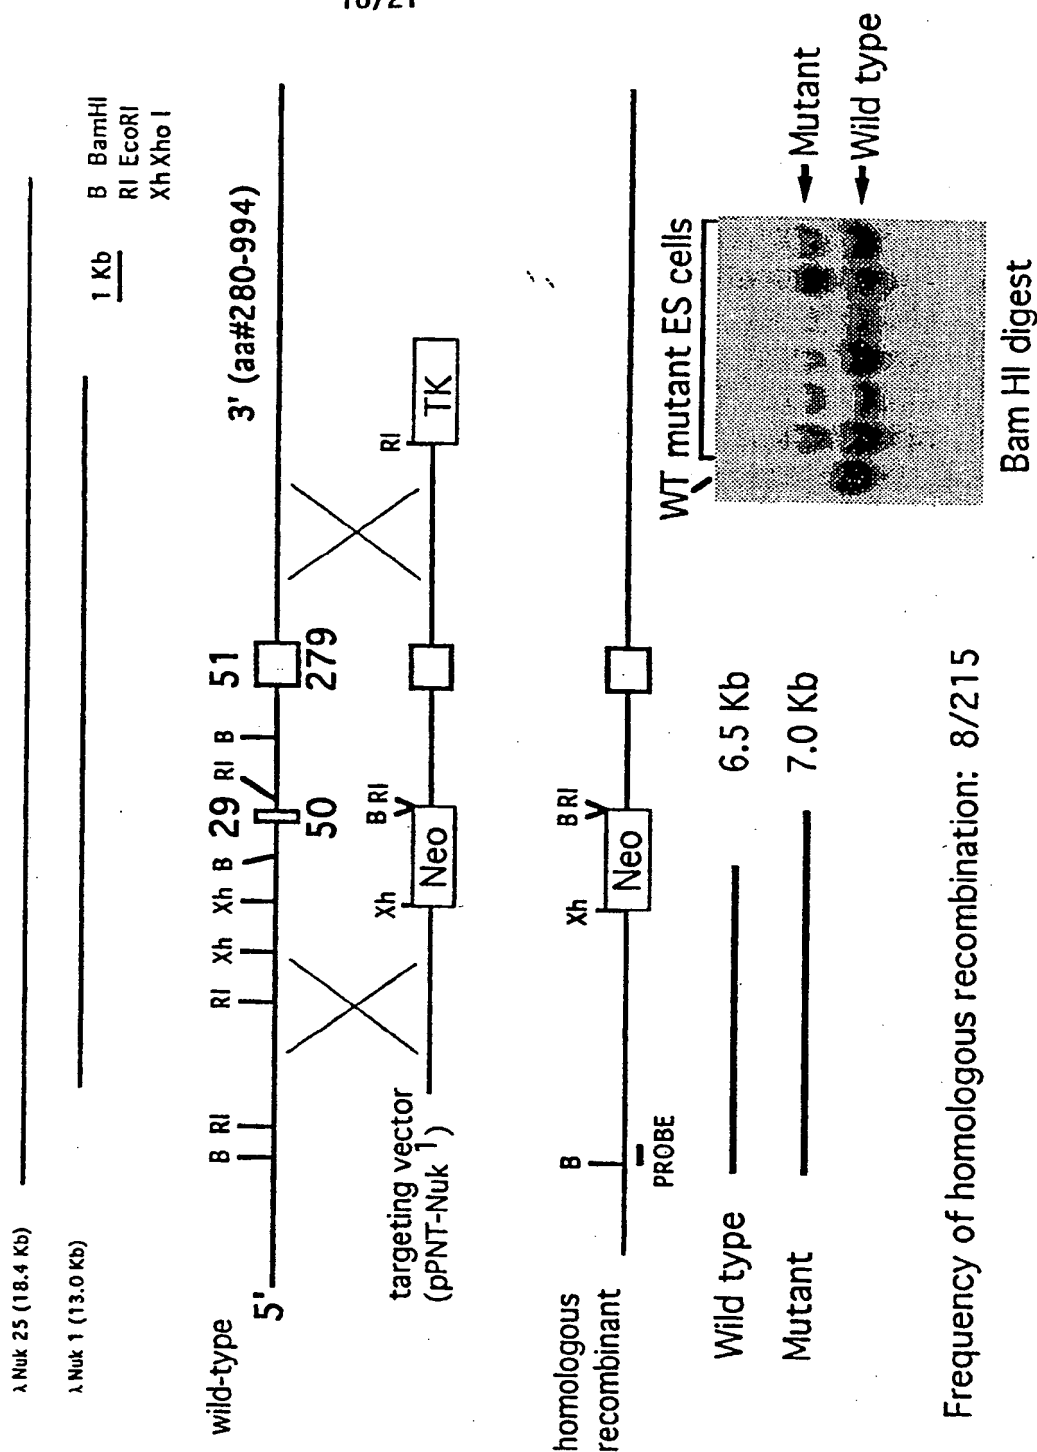 18/21
λ Nuk 25 (18.4 Kb)
λ Nuk 1 (13.0 Kb)
1 Kb
B BamHI
RI EcoRI
Xh Xho I
wild-type
5'
B RI RI Xh Xh B 29 RI B 51
50 279
3' (aa#280-994)
targeting vector
(pPNT-Nuk 1)
Xh Neo B RI RI TK
homologous
recombinant
B
PROBE
Xh Neo B RI
Wild type 6.5 Kb
Mutant 7.0 Kb
WT mutant ES cells
Mutant
Wild type
Bam HI digest
Frequency of homologous recombination: 8/215